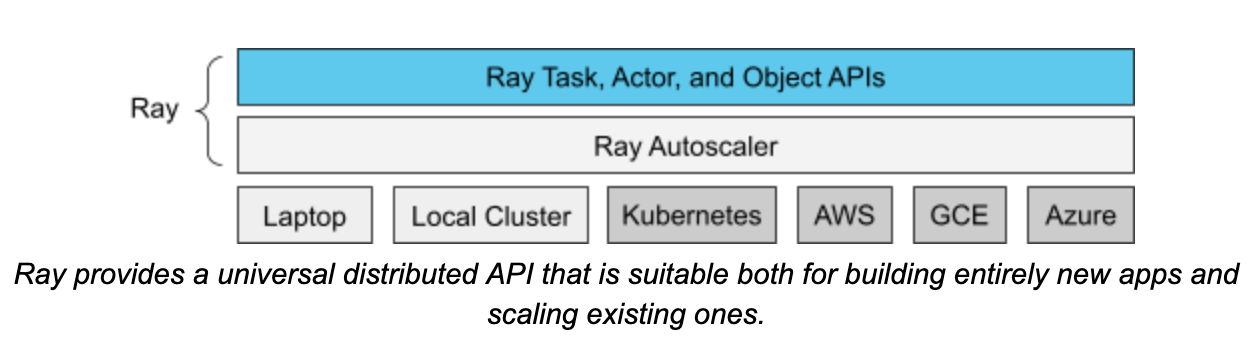 Ray Task, Actor, and Object APIs
Ray
Ray Autoscaler
Laptop
Local Cluster
Kubernetes
AWS
GCE
Azure
Ray provides a universal distributed API that is suitable both for building entirely new apps and
scaling existing ones.